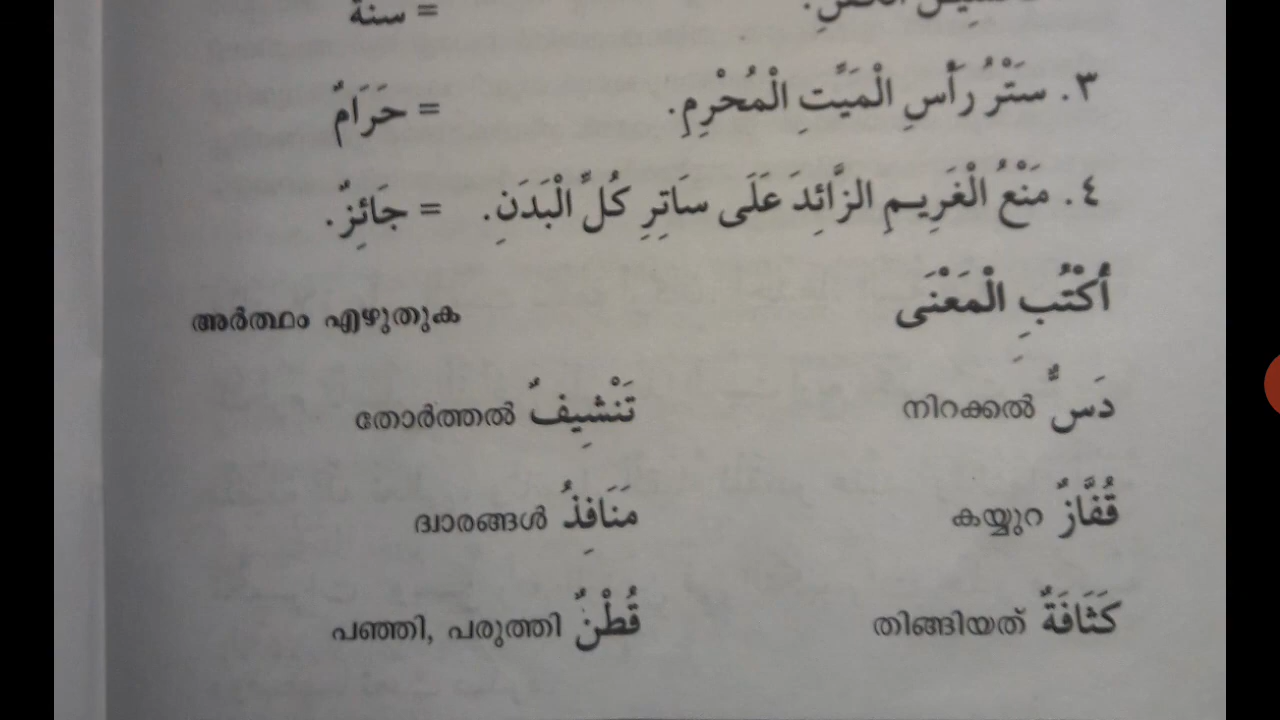 = سنة
٣. سَتْرُ رَأْسِ الْمَيِّتِ الْمُحْرِمِ. = حَرَامٌ
٤. مَنْعُ الْغَرِيمِ الزَّائِدَ عَلَى سَاتِرِ كُلِّ الْبَدَنِ. = جَائِزٌ.
أُكْتُبِ الْمَعْنَى അർത്ഥം എഴുതുക
دَسٌّ നിറക്കൽ تَنْشِيفٌ തോർത്തൽ
قُفَّازٌ കയ്യുറ مَنَافِذُ ദ്വാരങ്ങൾ
كَثَافَةٌ തിങ്ങിയത് قُطْنٌ പഞ്ഞി, പരുത്തി